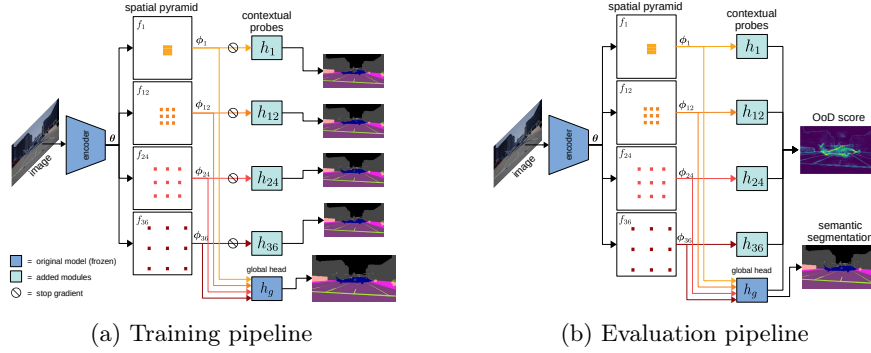 spatial pyramid
contextual
probes
f1
ϕ1
h1
f12
ϕ12
h12
image
encoder
θ
f24
ϕ24
h24
f36
ϕ36
h36
global head
hg
= original model (frozen)
= added modules
= stop gradient
(a) Training pipeline
spatial pyramid
contextual
probes
f1
ϕ1
h1
OoD score
f12
ϕ12
h12
image
encoder
θ
f24
ϕ24
h24
semantic
segmentation
f36
ϕ36
h36
global head
hg
(b) Evaluation pipeline